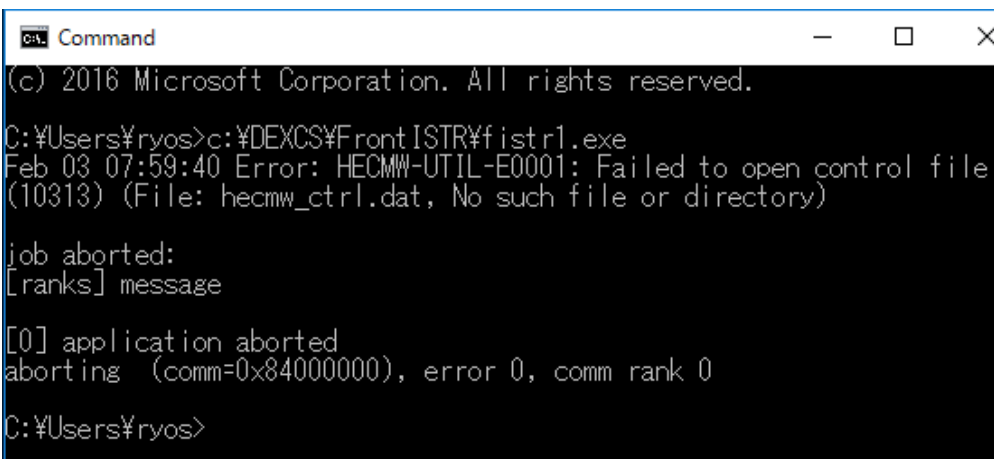 Command
(c) 2016 Microsoft Corporation. All rights reserved.
C:¥Users¥ryos>c:¥DEXCS¥FrontISTR¥fistr1.exe
Feb 03 07:59:40 Error: HECMW-UTIL-E0001: Failed to open control file
(10313) (File: hecmw_ctrl.dat, No such file or directory)
job aborted:
[ranks] message
[0] application aborted
aborting (comm=0x84000000), error 0, comm rank 0
C:¥Users¥ryos>